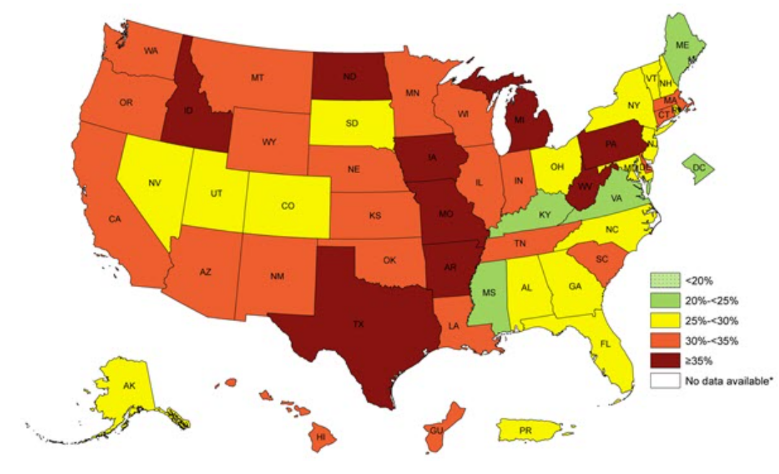 ME
WA
MT
ND
MN
VT
NH
OR
ID
SD
WI
MI
NY
MA
CT
WY
IA
PA
NE
IL
IN
OH
NJ
MD
DE
DC
NV
UT
CO
KS
MO
WV
VA
KY
CA
NC
TN
AZ
NM
OK
AR
SC
MS
AL
GA
TX
LA
FL
AK
HI
GU
PR
<20%
20%-<25%
25%-<30%
30%-<35%
≥35%
No data available*